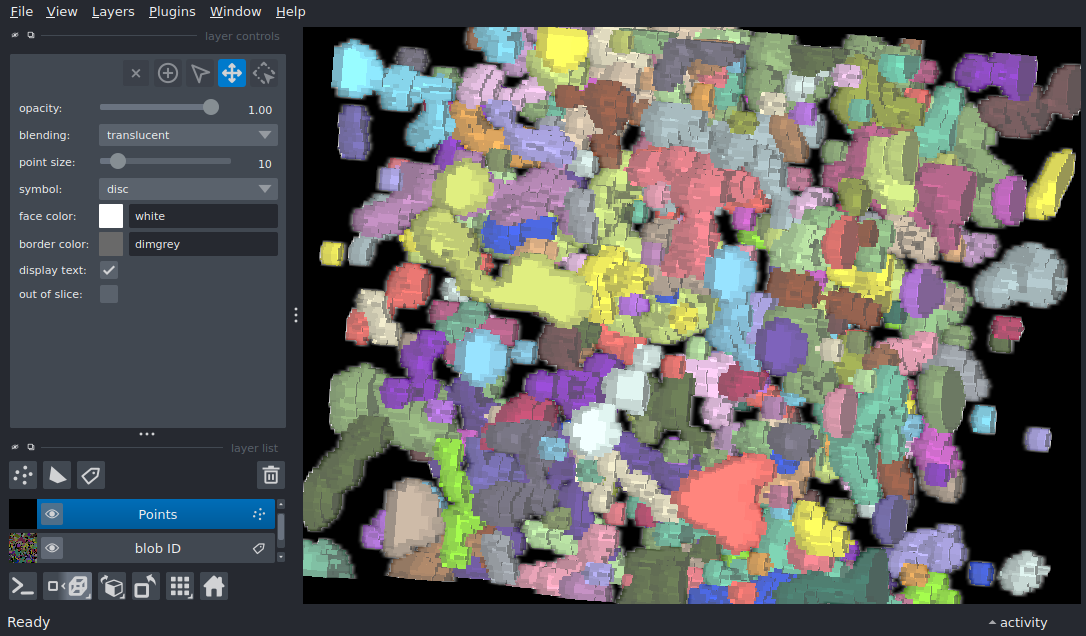 File View Layers Plugins Window Help
layer controls
opacity: 1.00
blending: translucent
point size: 10
symbol: disc
face color: white
border color: dimgrey
display text:
out of slice:
layer list
Points
blob ID
Ready
activity